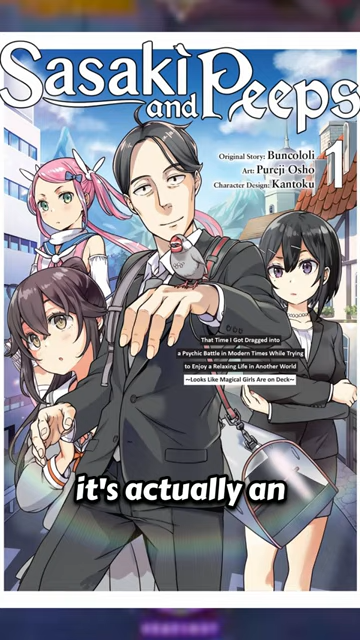 Sasaki
and Peeps
Original Story: Buncololi
Art: Pureji Osho
Character Design: Kantoku
1
That Time I Got Dragged into
a Psychic Battle in Modern Times While Trying
to Enjoy a Relaxing Life in Another World
~Looks Like Magical Girls Are on Deck~
it's actually an